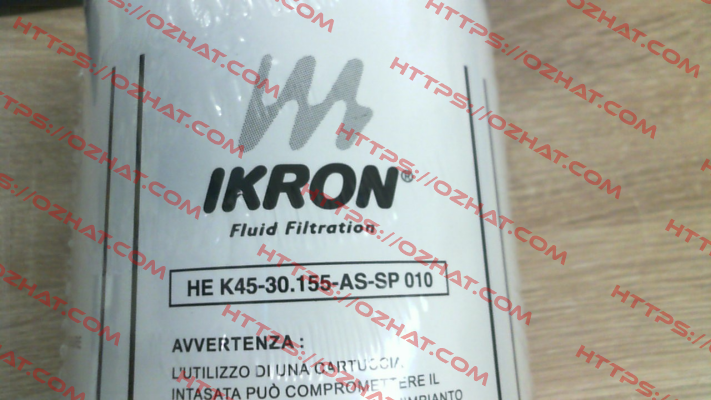 IKRON®
Fluid Filtration
HE K45-30.155-AS-SP 010
AVVERTENZA :
L'UTILIZZO DI UNA CARTUCCIA
INTASATA PUÒ COMPROMETTERE IL
IMPIANTO
HTTPS://OZHAT.COM